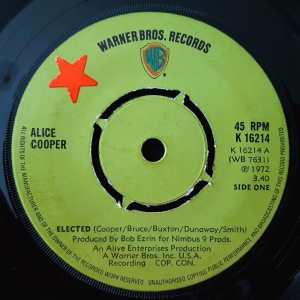 WARNER BROS. RECORDS
WB
ALICE
COOPER
45 RPM
K 16214
K 16214 A
(WB 7631)
℗ 1972
3.40
SIDE ONE
ELECTED (Cooper/Bruce/Buxton/Dunaway/Smith)
Produced by Bob Ezrin for Nimbus 9 Prods.
An Alive Enterprises Production
A Warner Bros. Inc. U.S.A.
Recording COP. CON.
ALL RIGHTS OF THE MANUFACTURER AND OF THE OWNER OF THE RECORDED WORK RESERVED UNAUTHORISED COPYING PUBLIC PERFORMANCE AND BROADCASTING OF THIS RECORD PROHIBITED